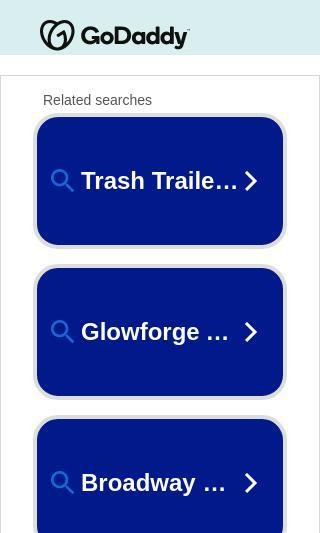 GoDaddy
Related searches
Trash Traile...
Glowforge ...
Broadway ...